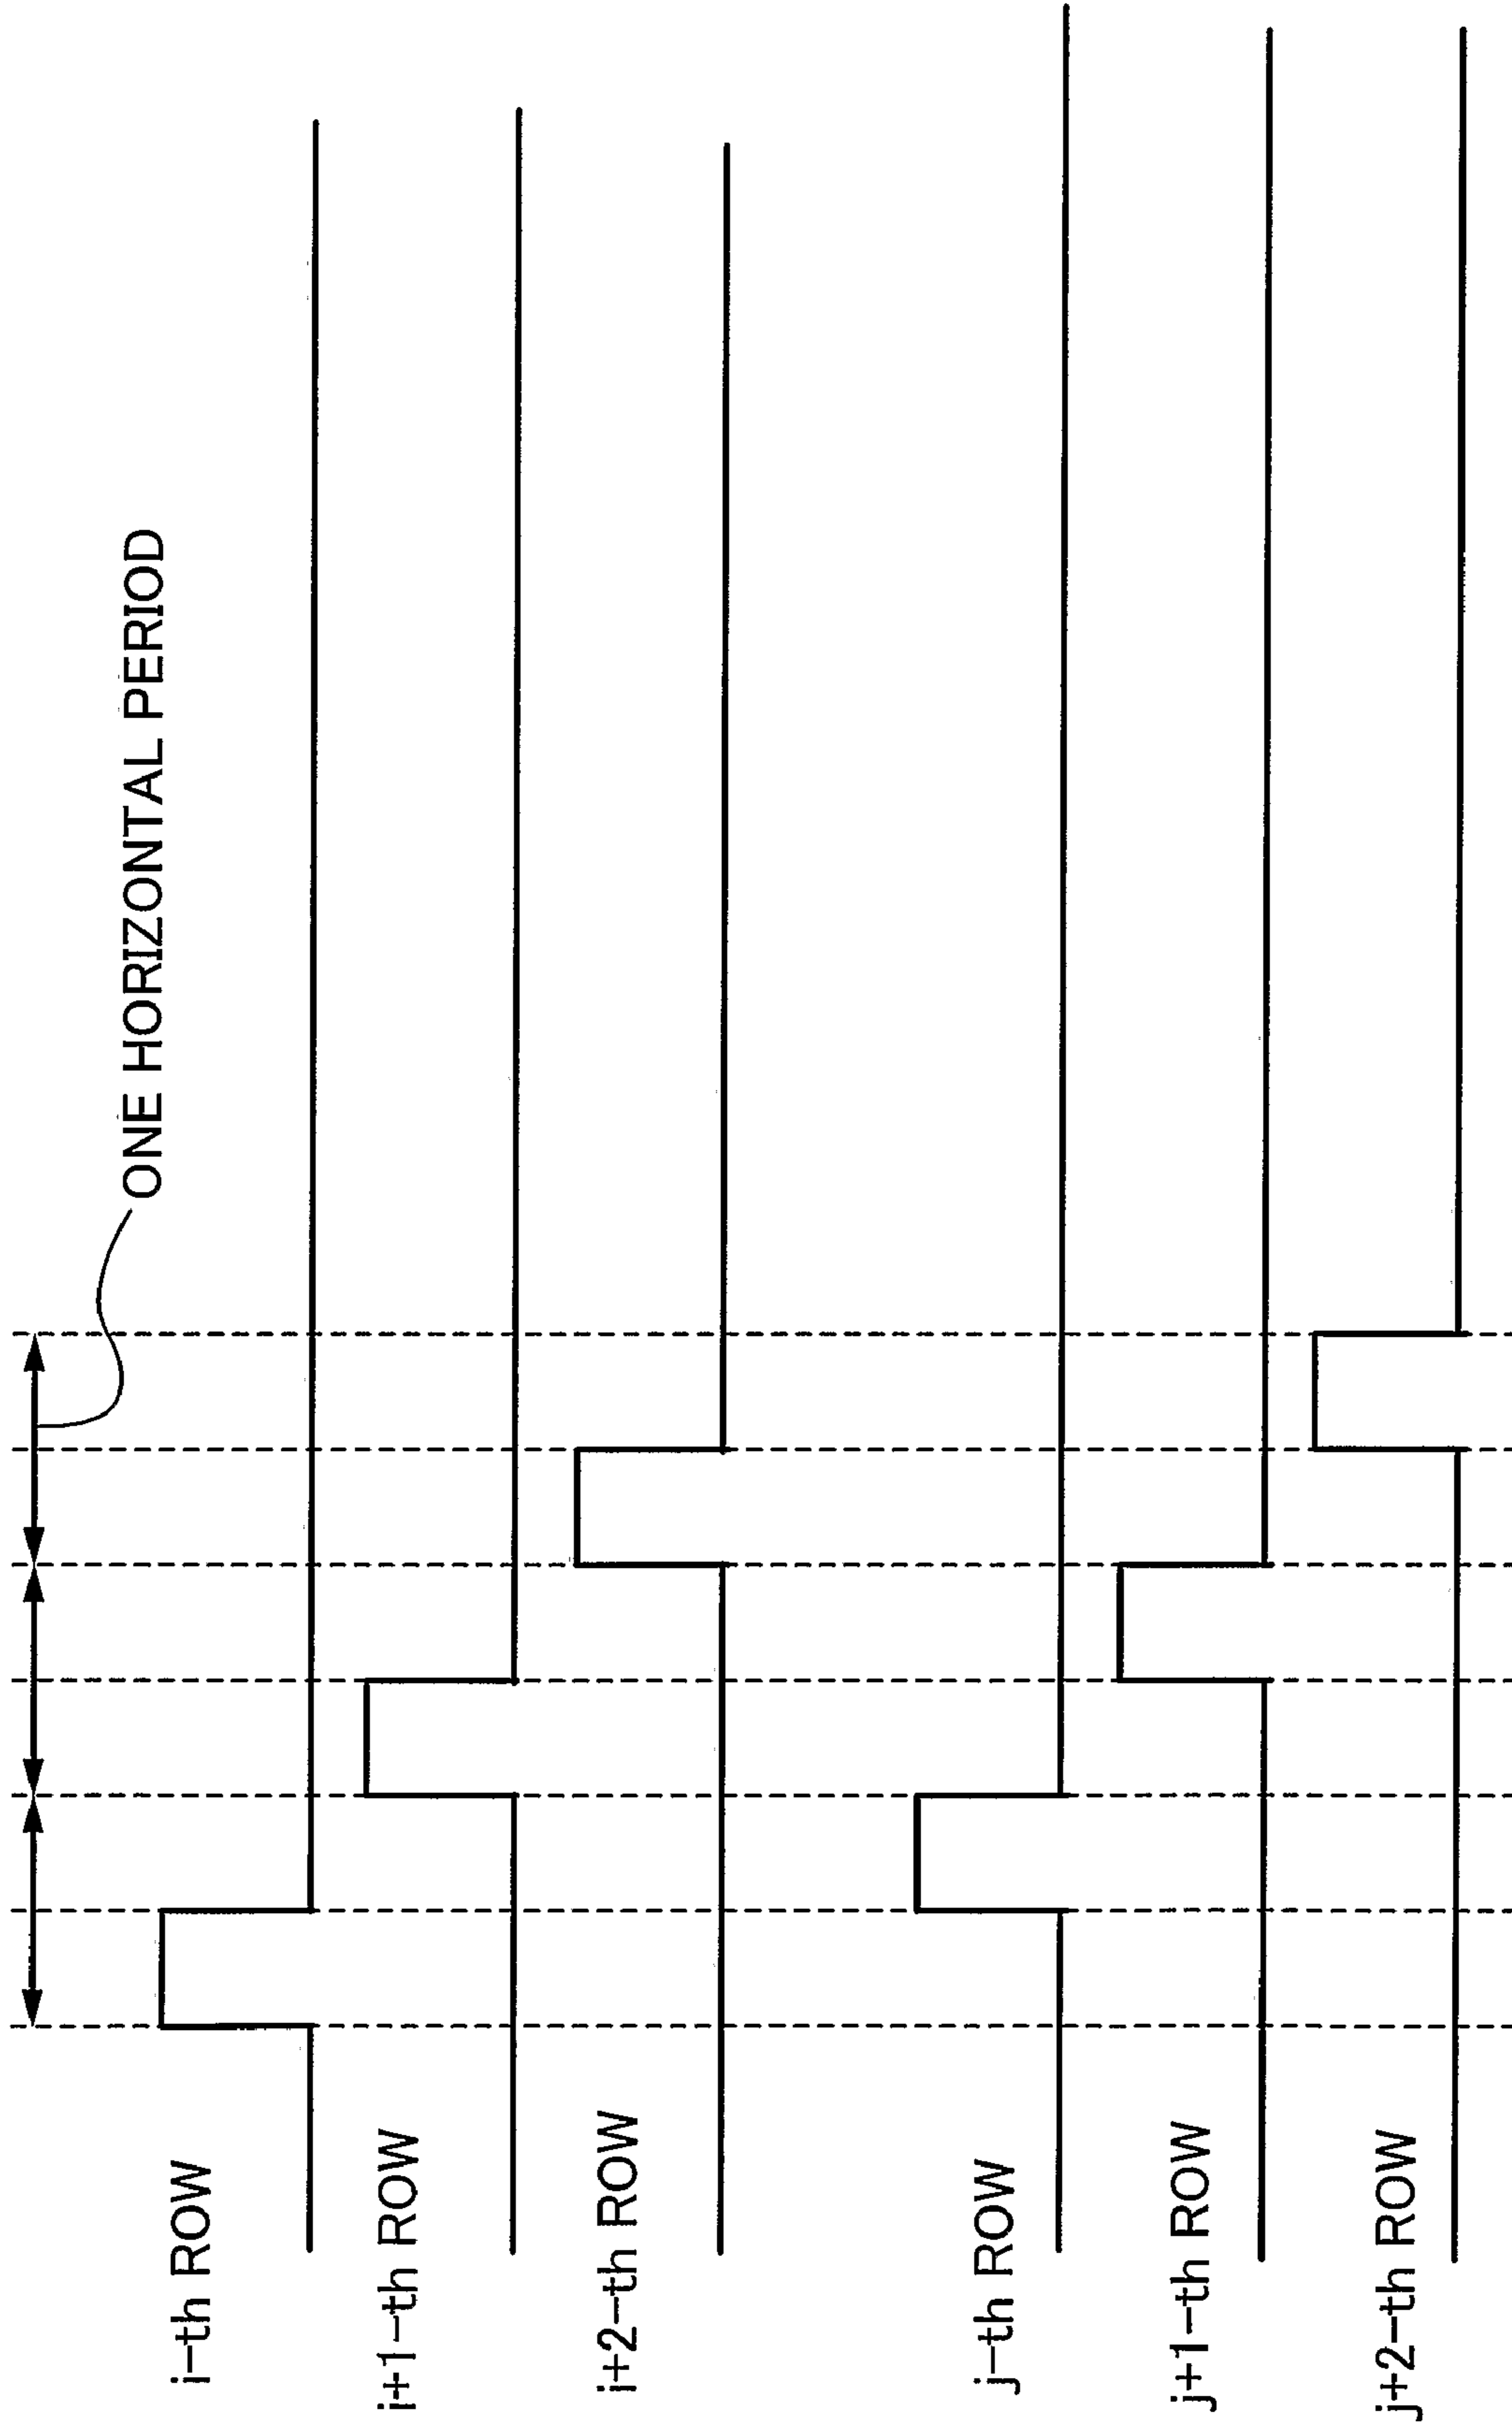 ONE HORIZONTAL PERIOD
i-th ROW
i+1-th ROW
i+2-th ROW
j-th ROW
j+1-th ROW
j+2-th ROW